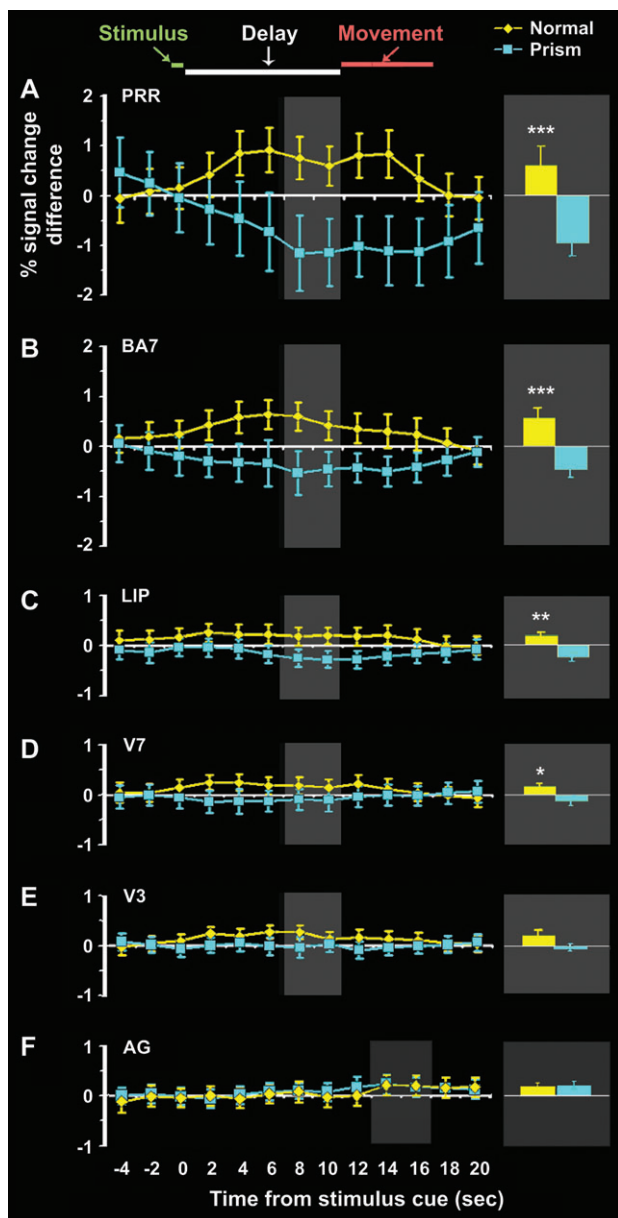 Stimulus Delay Movement Normal
Prism
A PRR ***
2
1
0
-1
-2
% signal change
difference
B BA7 ***
2
1
0
-1
-2
C LIP **
1
0
-1
D V7 *
1
0
-1
E V3
1
0
-1
F AG
1
0
-1
-4 -2 0 2 4 6 8 10 12 14 16 20
Time from stimulus cue (sec)